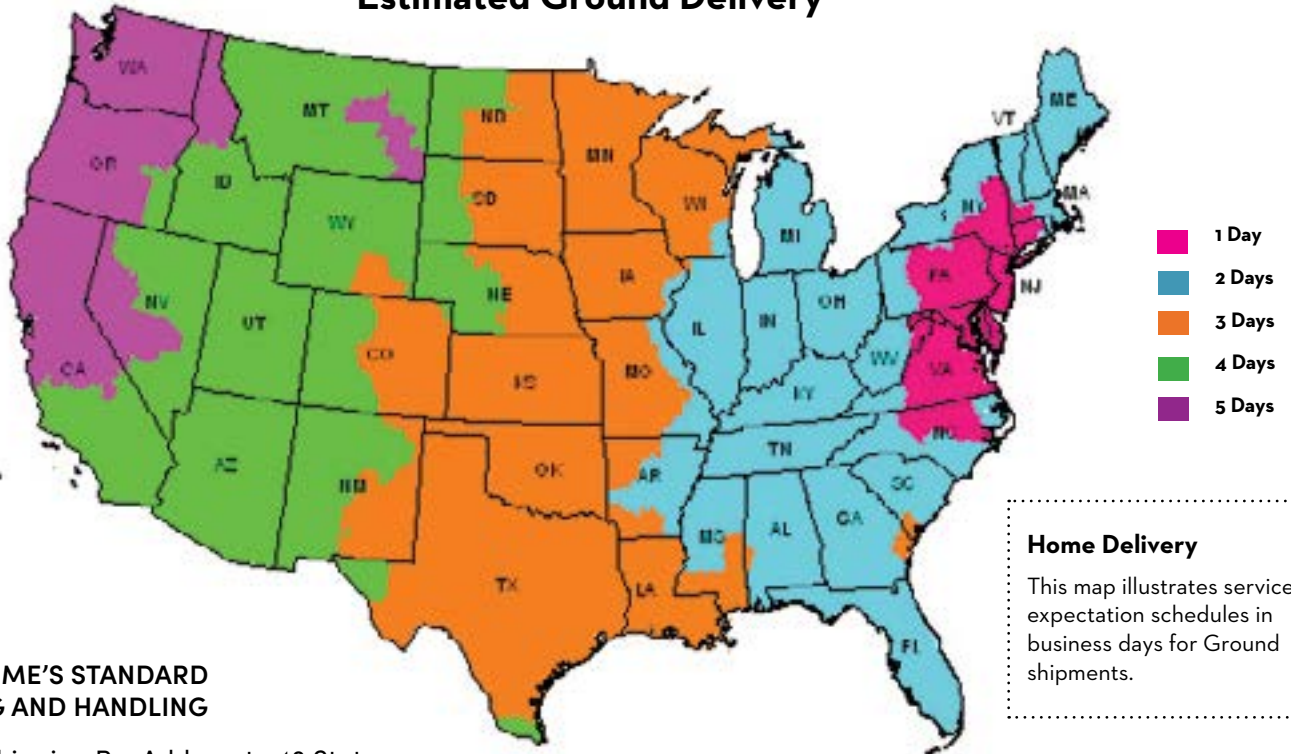 Estimated Ground Delivery
WA
MT
ND
MN
ME
VT
OR
ID
SD
WI
NY
MA
WY
MI
1 Day
IA
PA
NJ
2 Days
NV
NE
OH
UT
IL
IN
3 Days
CO
WV
CA
KS
MO
KY
VA
4 Days
5 Days
NC
TN
AZ
NM
OK
AR
SC
MS
AL
GA
TX
LA
FL
Home Delivery
This map illustrates service
expectation schedules in
business days for Ground
shipments.
ME'S STANDARD
AND HANDLING